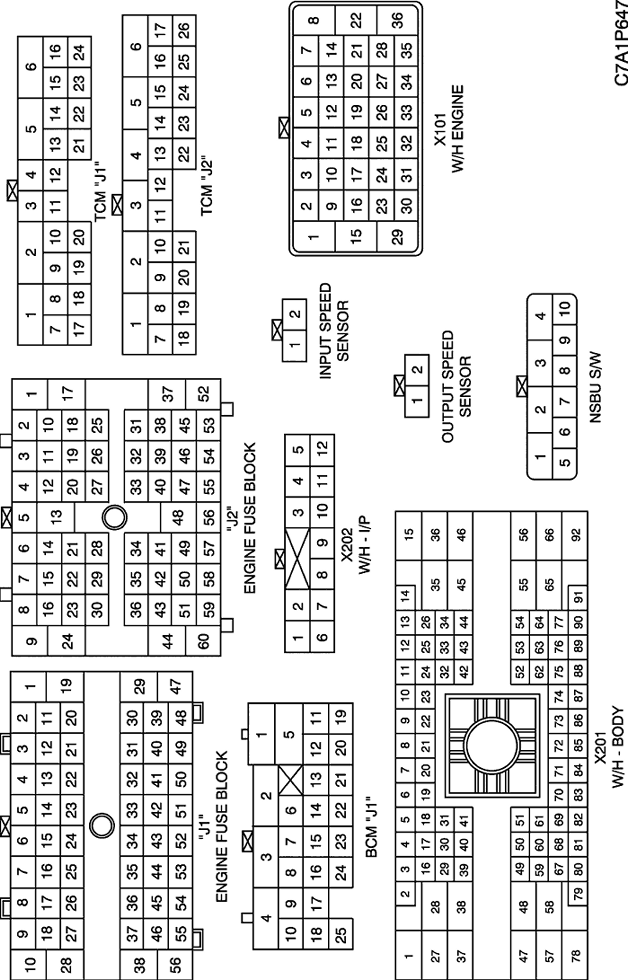 10 9 8 7 6 5 4 3 2 1
18 17 16 15 14 13 12 11
28 27 26 25 24 23 22 21 20 19
38 37 36 35 34 33 32 31 30 29
46 45 44 43 42 41 40 39
56 55 54 53 52 51 50 49 48 47
"J1"
ENGINE FUSE BLOCK
9 8 7 6 5 4 3 2 1
16 15 14 13 12 11 10
24 23 22 21 20 19 18 17
30 29 28 27 26 25
36 35 34 33 32 31
44 43 42 41 40 39 38 37
51 50 49 48 47 46 45
60 59 58 57 56 55 54 53 52
"J2"
ENGINE FUSE BLOCK
1 2 3 4 5 6
7 8 9 10 11 12 13 14 15 16
17 18 19 20 21 22 23 24
TCM "J1"
1 2 3 4 5 6
7 8 9 10 11 12 13 14 15 16 17
18 19 20 21 22 23 24 25 26
TCM "J2"
4 3 2 1
10 9 8 7 6 5
18 17 16 15 14 13 12 11
25 24 23 22 21 20 19
BCM "J1"
1 2 3 4 5
6 7 8 9 10 11 12
X202
W/H - I/P
1 2
INPUT SPEED
SENSOR
1 2 3 4 5 6 7 8
9 10 11 12 13 14
15 16 17 18 19 20 21 22
23 24 25 26 27 28
29 30 31 32 33 34 35 36
X101
W/H ENGINE
1 2 3 4 5 6 7 8 9 10 11 12 13 14 15
16 17 18 19 20 21 22 23 24 25 26
27 28 29 30 31 32 33 34 35 36
37 38 39 40 41 42 43 44 45 46
47 48 49 50 51 52 53 54 55 56
57 58 59 60 61 62 63 64 65 66
67 68 69 70 71 72 73 74 75 76 77
78 79 80 81 82 83 84 85 86 87 88 89 90 91 92
X201
W/H - BODY
1 2
OUTPUT SPEED
SENSOR
1 2 3 4
5 6 7 8 9 10
NSBU S/W
C7A1P647